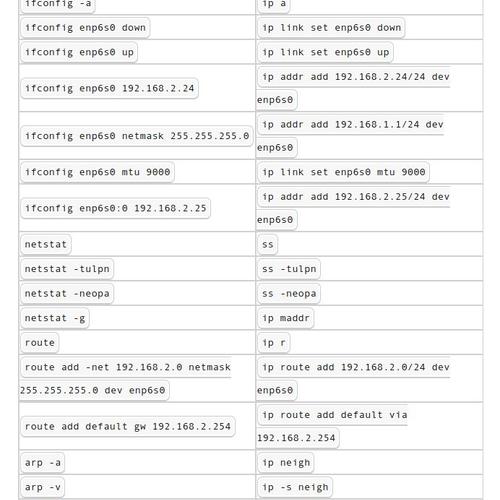 ifconfig -a ip a
ifconfig enp6s0 down ip link set enp6s0 down
ifconfig enp6s0 up ip link set enp6s0 up
ifconfig enp6s0 192.168.2.24 ip addr add 192.168.2.24/24 dev
enp6s0
ifconfig enp6s0 netmask 255.255.255.0 ip addr add 192.168.1.1/24 dev
enp6s0
ifconfig enp6s0 mtu 9000 ip link set enp6s0 mtu 9000
ifconfig enp6s0:0 192.168.2.25 ip addr add 192.168.2.25/24 dev
enp6s0
netstat ss
netstat -tulpn ss -tulpn
netstat -neopa ss -neopa
netstat -g ip maddr
route ip r
route add -net 192.168.2.0 netmask
255.255.255.0 dev enp6s0
ip route add 192.168.2.0/24 dev
enp6s0
route add default gw 192.168.2.254 ip route add default via
192.168.2.254
arp -a ip neigh
arp -v ip -s neigh